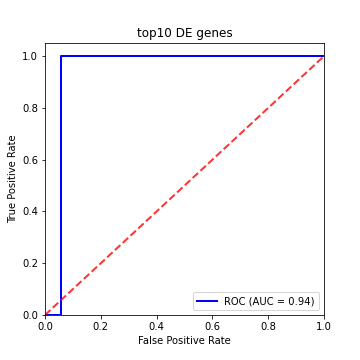 top10 DE genes
1.0
0.8
0.6
0.4
0.2
0.0
True Positive Rate
ROC (AUC = 0.94)
0.0 0.2 0.4 0.6 0.8 1.0
False Positive Rate